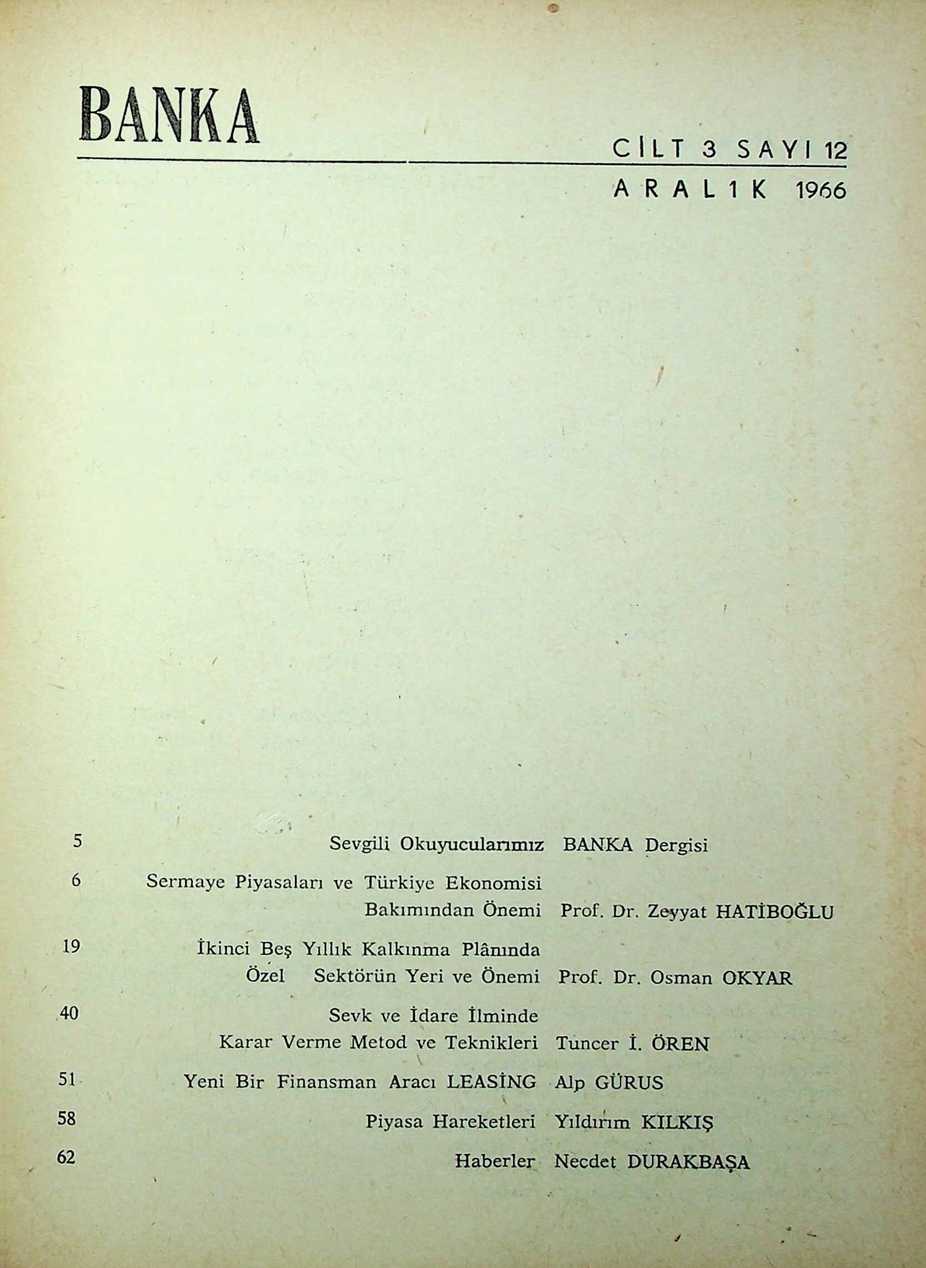 BANKA
CİLT 3 SAYI 12
ARAL1K 1966
5 Sevgili Okuyucularımız BANKA Dergisi
6 Sermaye Piyasaları ve Türkiye Ekonomisi
Bakımından Önemi Prof. Dr. Zeyyat HATİBOĞLU
19 İkinci Beş Yıllık Kalkınma Plânında
Özel Sektörün Yeri ve Önemi Prof. Dr. Osman OKYAR
40 Sevk ve İdare İlminde
Karar Verme Metod ve Teknikleri Tuncer İ. ÖREN
51 Yeni Bir Finansman Aracı LEASİNG Alp GÜRUS
58 Piyasa Hareketleri Yıldırım KILKIŞ
62 Haberler Necdet DURAKBAŞA